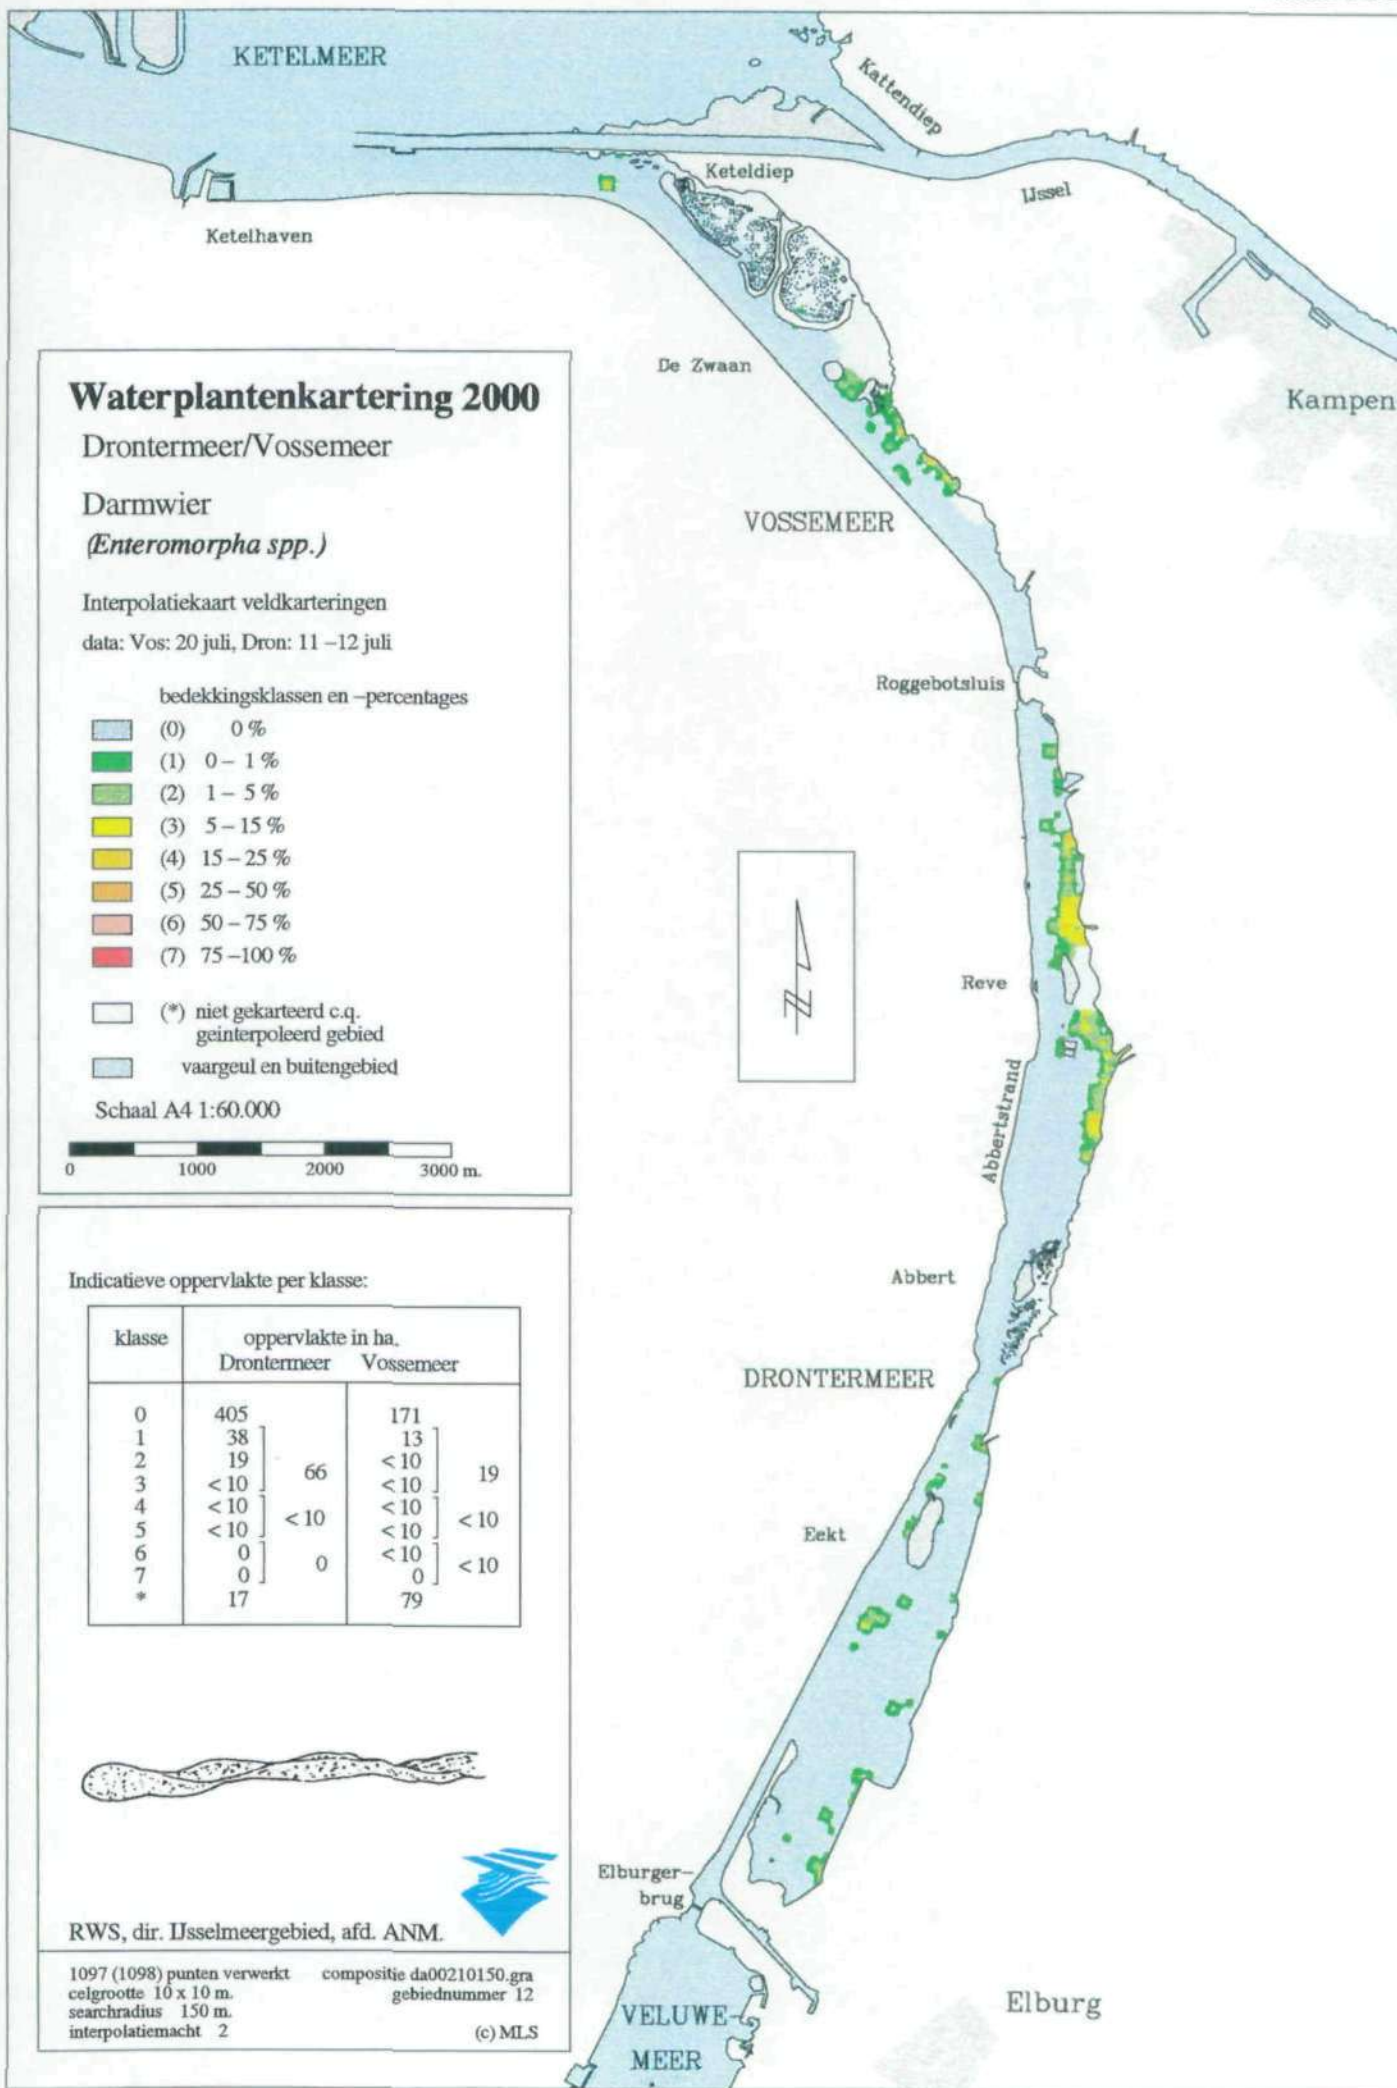 KETELMEER
Kattendiep
Keteldiep
IJssel
Ketelhaven
De Zwaan
Kampen
VOSSEMEER
Roggebotsluis
Reve
Abbertstrand
Abbert
DRONTERMEER
Eekt
Elburger–
brug
Elburg
VELUWE–
MEER
Waterplantenkartering 2000
Drontermeer/Vossemeer
Darmwier
(Enteromorpha spp.)
Interpolatiekaart veldkarteringen
data: Vos: 20 juli, Dron: 11 –12 juli
bedekkingsklassen en –percentages
(0) 0 %
(1) 0 – 1 %
(2) 1 – 5 %
(3) 5 – 15 %
(4) 15 – 25 %
(5) 25 – 50 %
(6) 50 – 75 %
(7) 75 –100 %
(*) niet gekarteerd c.q.
geinterpoleerd gebied
vaargeul en buitengebied
Schaal A4 1:60.000
0 1000 2000 3000 m.
Indicatieve oppervlakte per klasse:
klasse oppervlakte in ha.
Drontermeer Vossemeer
0 405 171
1 38 13
2 19 66 < 10 19
3 < 10 < 10
4 < 10 < 10 < 10 < 10
5 < 10 < 10
6 0 0 < 10 < 10
7 0 0
* 17 79
RWS, dir. IJsselmeergebied, afd. ANM.
1097 (1098) punten verwerkt compositie da00210150.gra
celgrootte 10 x 10 m. gebiednummer 12
searchradius 150 m.
interpolatiemacht 2 (c) MLS